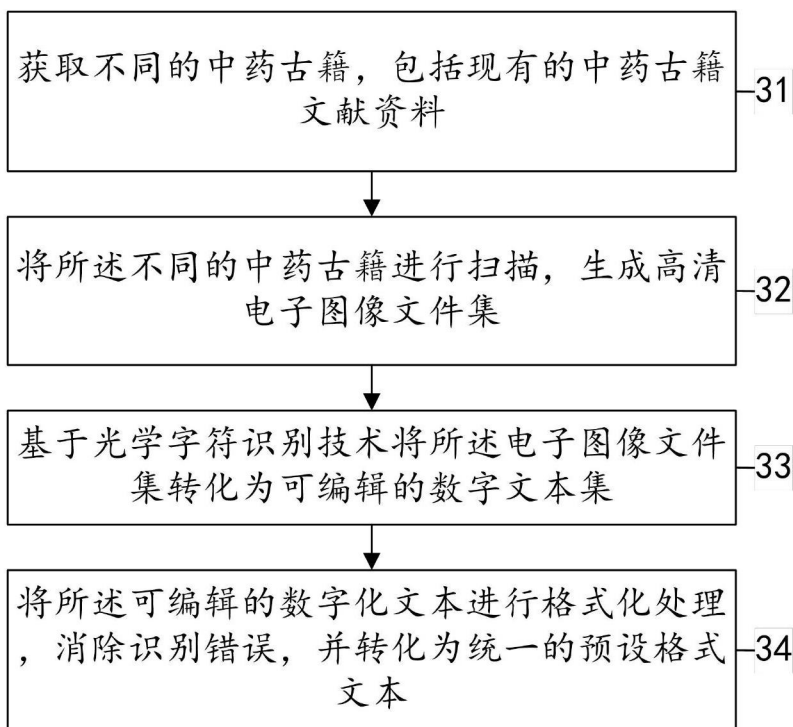 获取不同的中药古籍，包括现有的中药古籍
文献资料
31
将所述不同的中药古籍进行扫描，生成高清
电子图像文件集
32
基于光学字符识别技术将所述电子图像文件
集转化为可编辑的数字文本集
33
将所述可编辑的数字化文本进行格式化处理
，消除识别错误，并转化为统一的预设格式
文本
34